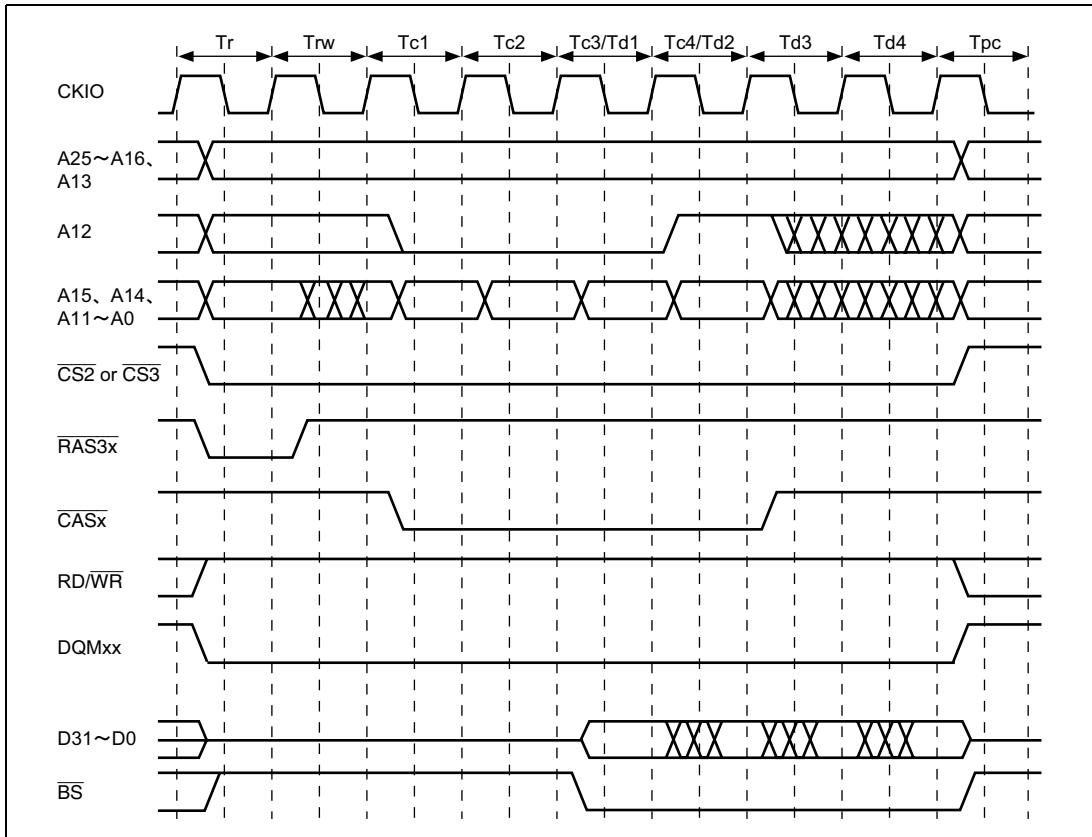 Tr Trw Tc1 Tc2 Tc3/Td1 Tc4/Td2 Td3 Td4 Tpc
CKIO
A25～A16、
A13
A12
A15、A14、
A11～A0
CS2 or CS3
RAS3x
CASx
RD/WR
DQMxx
D31～D0
BS